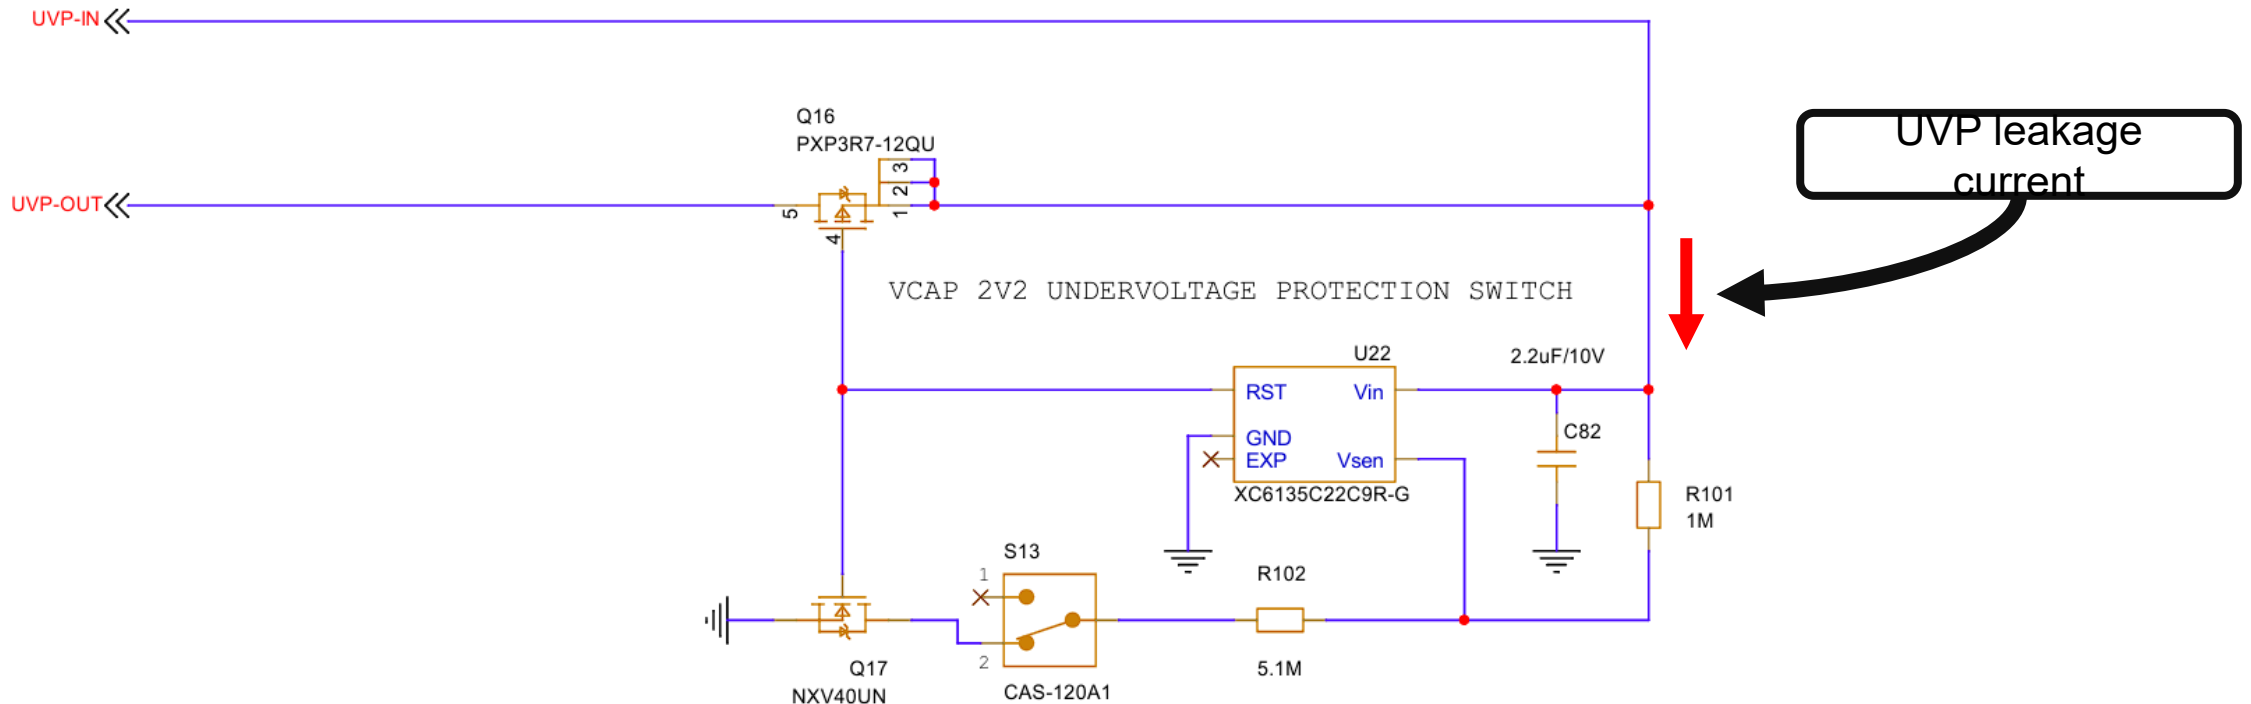 UVP-IN
UVP leakage
current
Q16
PXP3R7-12QU
3
2
1
UVP-OUT
5
4
VCAP 2V2 UNDERVOLTAGE PROTECTION SWITCH
U22
2.2uF/10V
RST
Vin
C82
GND
EXP
Vsen
XC6135C22C9R-G
R101
1M
S13
1
R102
2
Q17
5.1M
NXV40UN
CAS-120A1